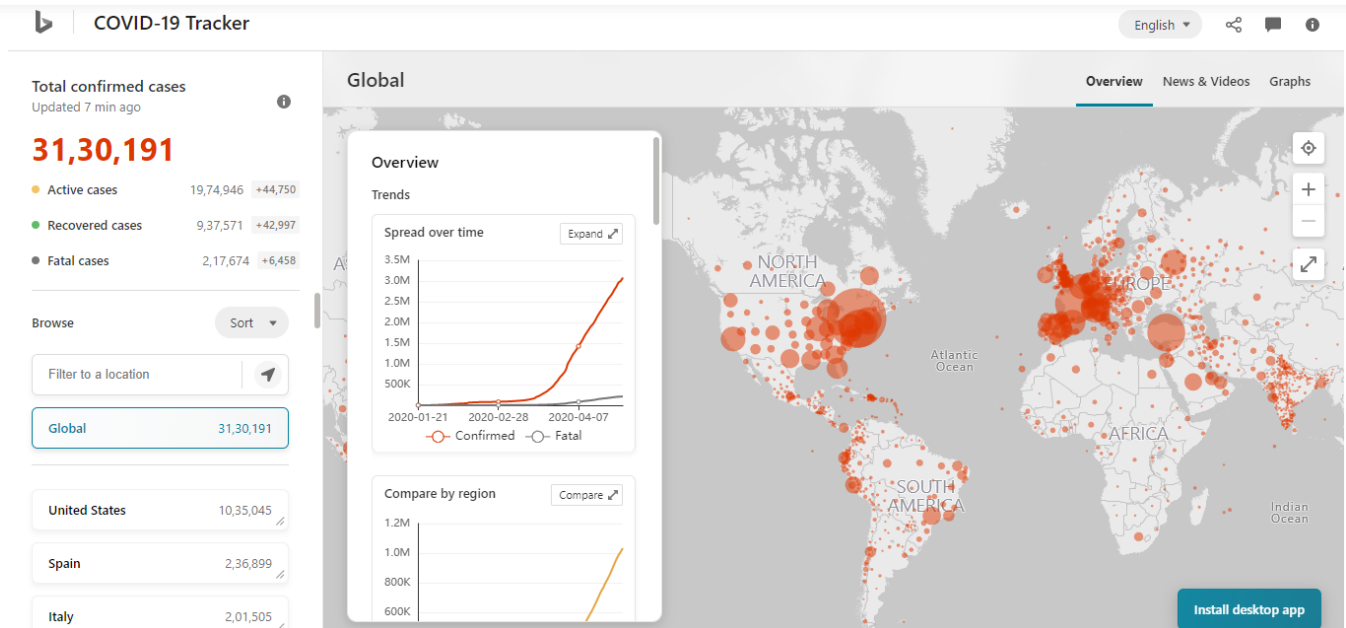 COVID-19 Tracker
English
Total confirmed cases
Updated 7 min ago
31,30,191
Active cases 19,74,946 +44,750
Recovered cases 9,37,571 +42,997
Fatal cases 2,17,674 +6,458
Browse
Sort
Filter to a location
Global 31,30,191
United States 10,35,045
Spain 2,36,899
Italy 2,01,505
Global
Overview News & Videos Graphs
Overview
Trends
Spread over time
Expand
3.5M
3.0M
2.5M
2.0M
1.5M
1.0M
500K
2020-01-21 2020-02-28 2020-04-07
Confirmed Fatal
Compare by region
Compare
1.2M
1.0M
800K
600K
NORTH
AMERICA
EUROPE
Atlantic
Ocean
AFRICA
SOUTH
AMERICA
Indian
Ocean
Install desktop app